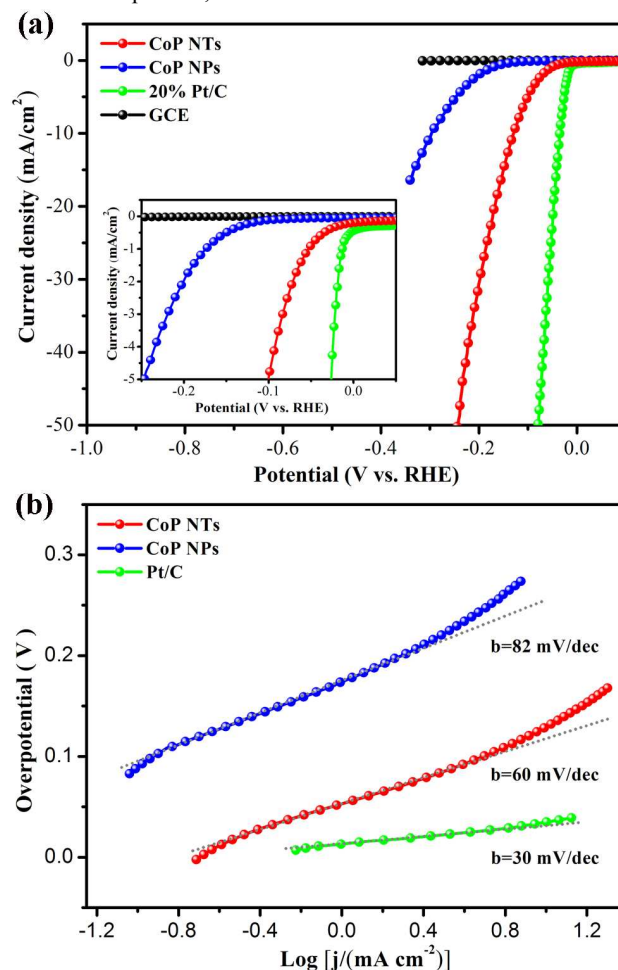 (a)
CoP NTs
CoP NPs
20% Pt/C
GCE
Current density (mA/cm²)
0
-10
-20
-30
-40
-50
Current density (mA/cm²)
0
-1
-2
-3
-4
-5
-0.2
-0.1
0.0
Potential (V vs. RHE)
-1.0
-0.8
-0.6
-0.4
-0.2
0.0
Potential (V vs. RHE)
(b)
CoP NTs
CoP NPs
Pt/C
Overpotential ( V )
0.3
0.2
0.1
0.0
b=82 mV/dec
b=60 mV/dec
b=30 mV/dec
-1.2
-0.8
-0.4
0.0
0.4
0.8
1.2
Log [j/(mA cm⁻²)]